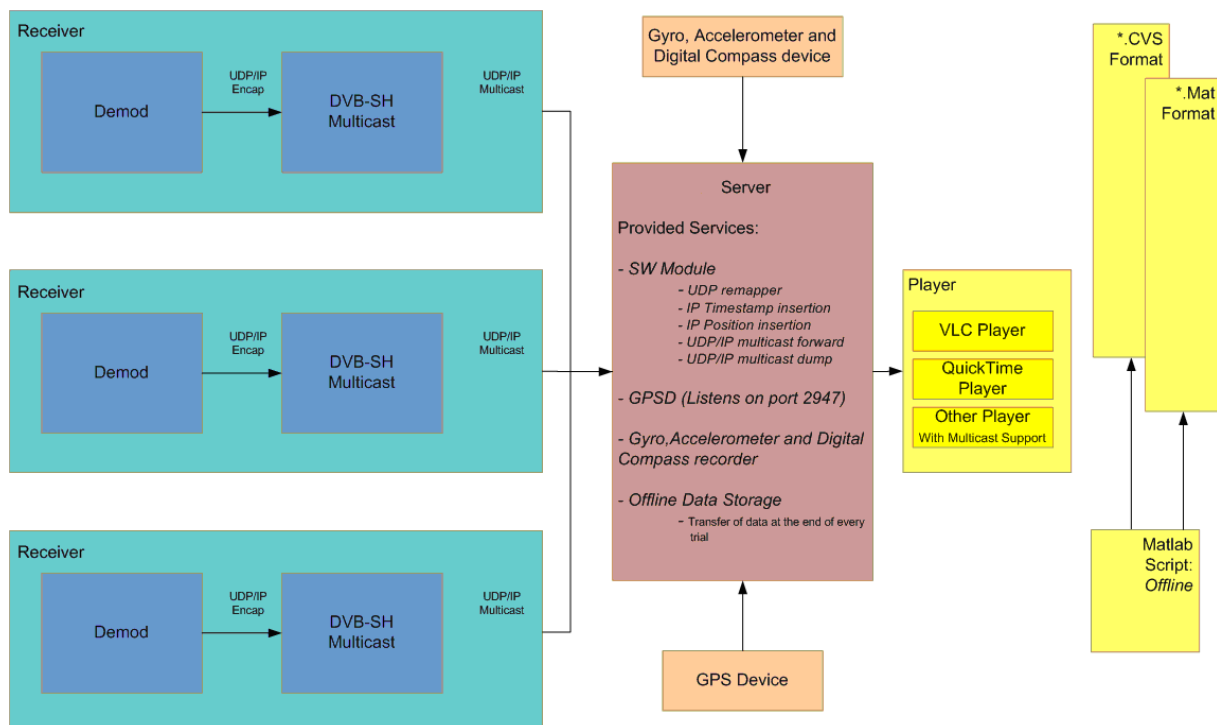 Receiver
Demod
UDP/IP
Encap
DVB-SH
Multicast
UDP/IP
Multicast
Receiver
Demod
UDP/IP
Encap
DVB-SH
Multicast
UDP/IP
Multicast
Receiver
Demod
UDP/IP
Encap
DVB-SH
Multicast
UDP/IP
Multicast
Gyro, Accelerometer and
Digital Compass device
Server
Provided Services:
- SW Module
- UDP remapper
- IP Timestamp insertion
- IP Position insertion
- UDP/IP multicast forward
- UDP/IP multicast dump
- GPSD (Listens on port 2947)
- Gyro,Accelerometer and Digital
Compass recorder
- Offline Data Storage
- Transfer of data at the end of every
trial
GPS Device
Player
VLC Player
QuickTime
Player
Other Player
With Multicast Support
*.CVS
Format
*.Mat
Format
Matlab
Script:
Offline